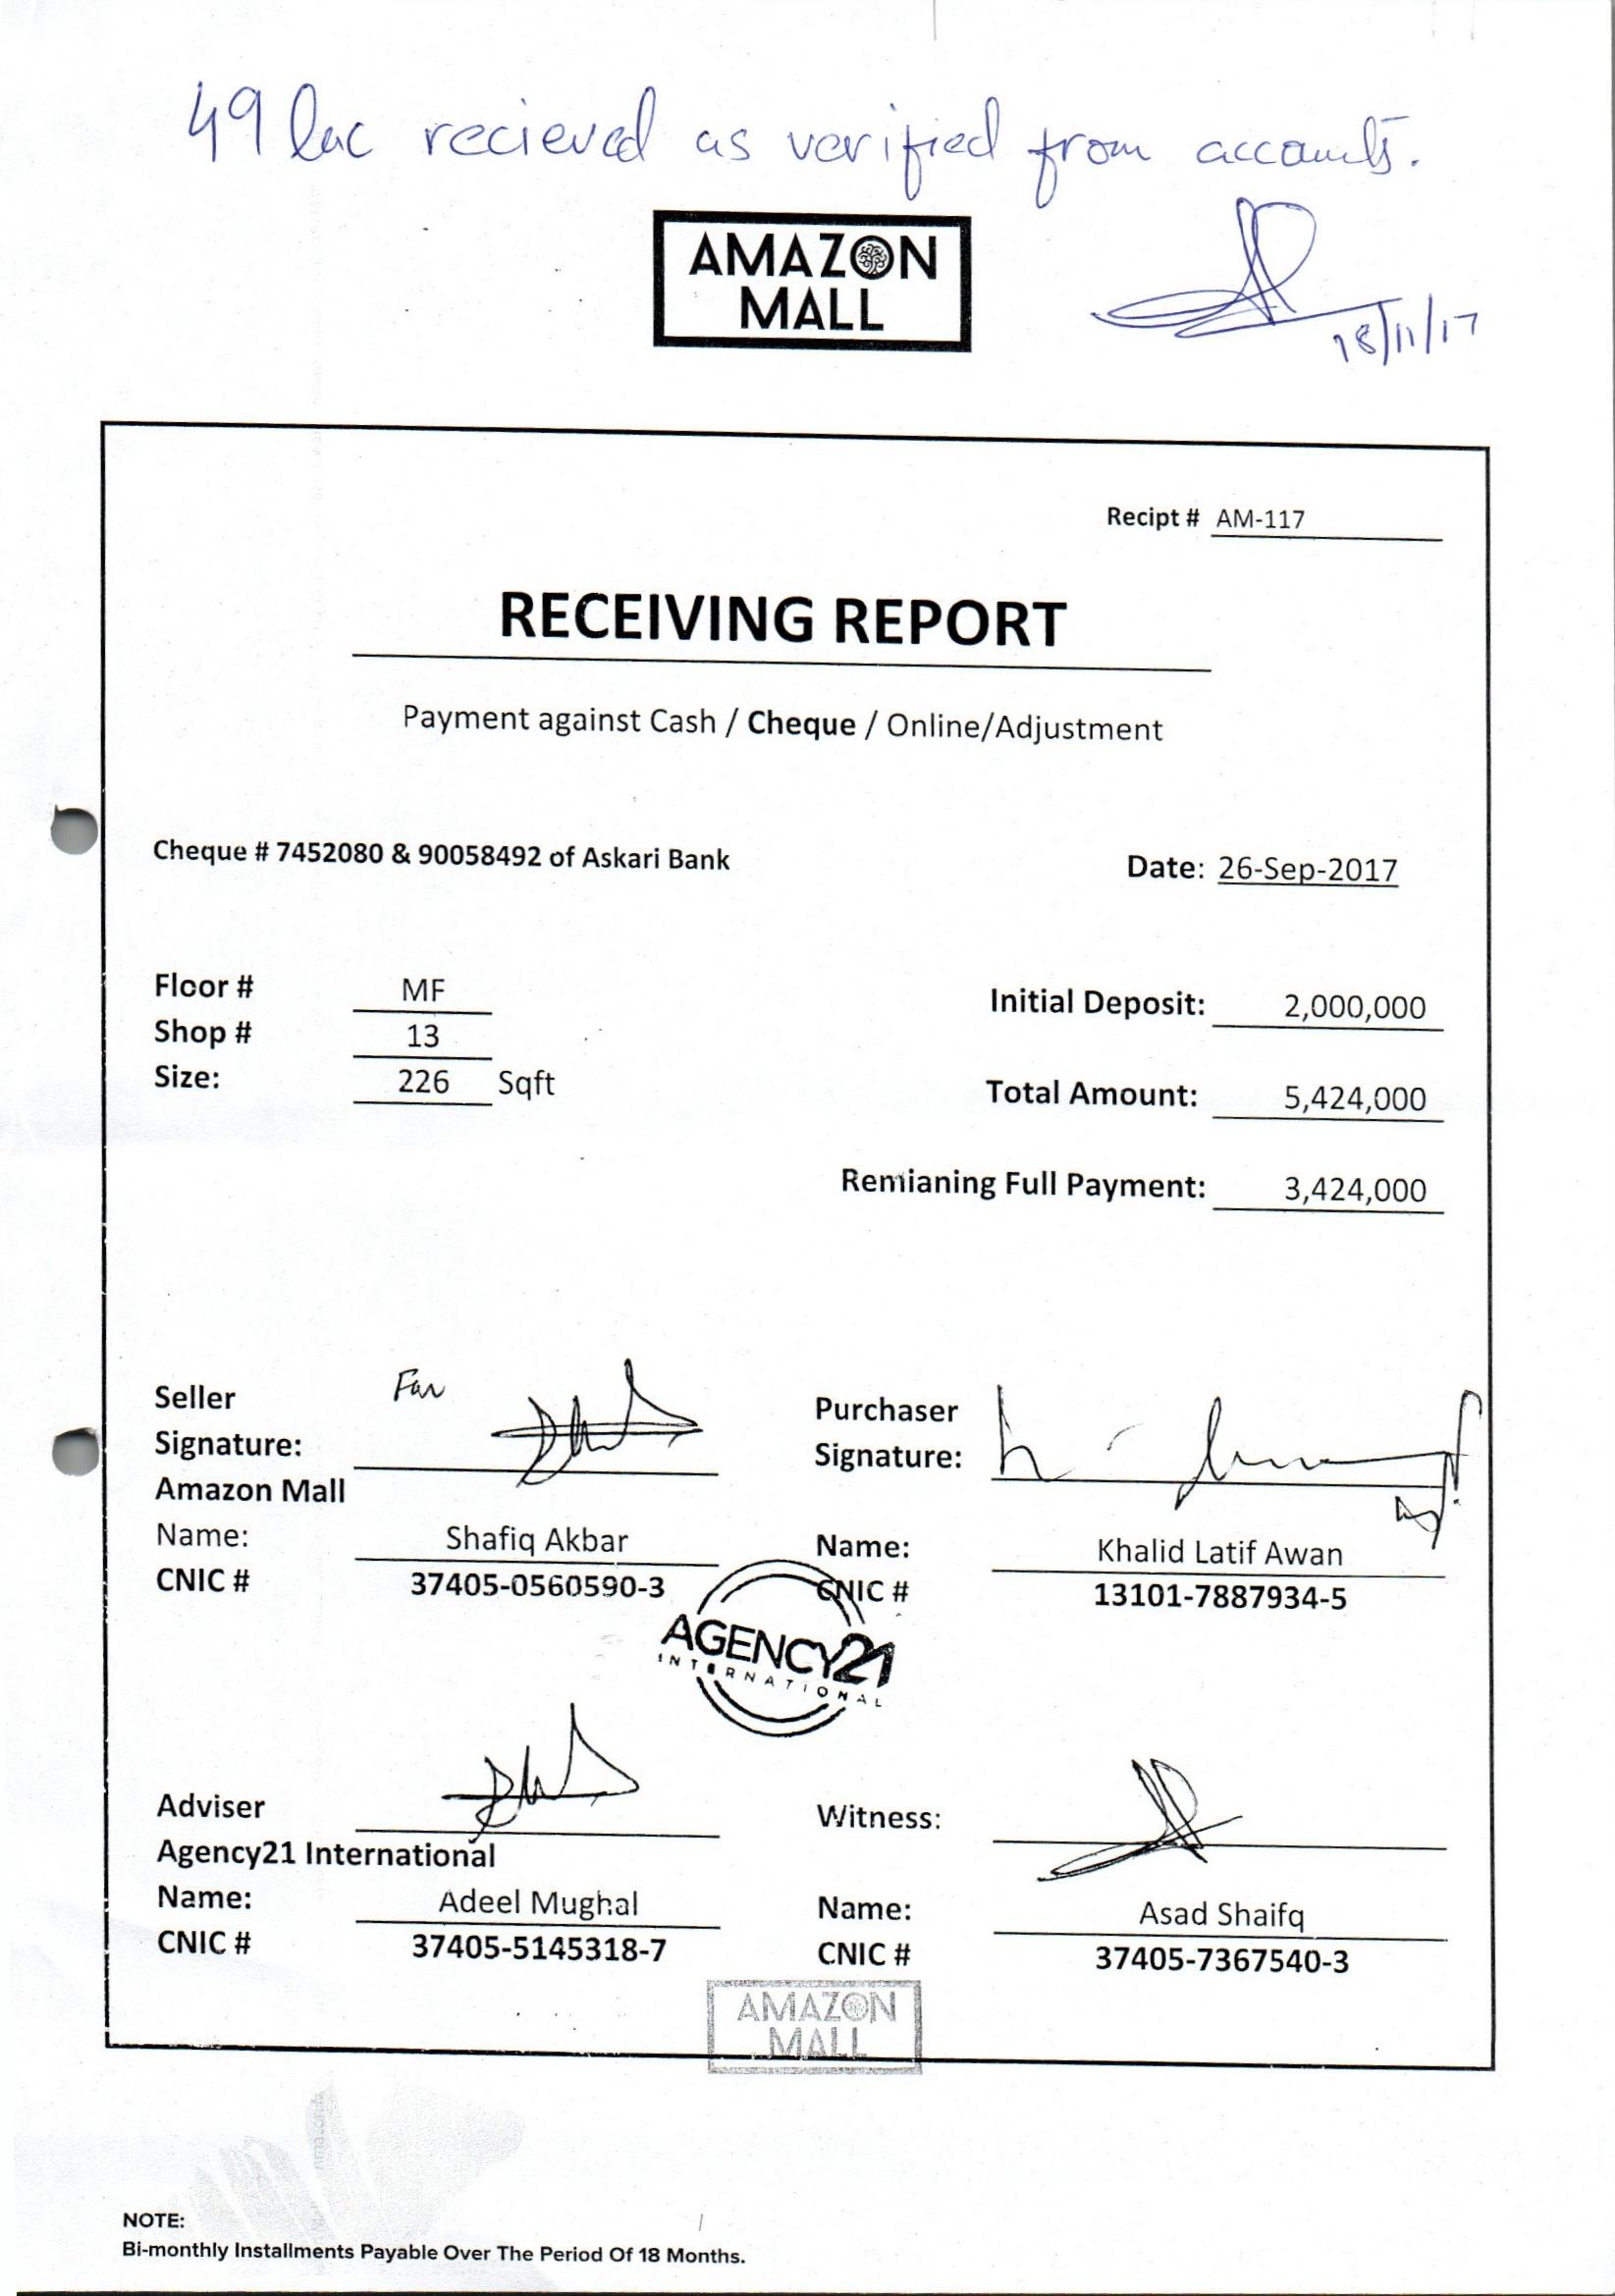 49 lac recieved as verified from accounts.
AMAZON
MALL
18/11/17
Recipt # AM-117
RECEIVING REPORT
Payment against Cash / Cheque / Online/Adjustment
Cheque # 7452080 & 90058492 of Askari Bank
Date: 26-Sep-2017
Floor # MF
Shop # 13
Size: 226 Sqft
Initial Deposit: 2,000,000
Total Amount: 5,424,000
Remianing Full Payment: 3,424,000
Seller
Signature:
Amazon Mall
Name: Shafiq Akbar
CNIC # 37405-0560590-3
Purchaser
Signature:
Name: Khalid Latif Awan
CNIC # 13101-7887934-5
AGENCY21
INTERNATIONAL
Adviser
Agency21 International
Name: Adeel Mughal
CNIC # 37405-5145318-7
Witness:
Name: Asad Shaifq
CNIC # 37405-7367540-3
AMAZON
MALL
NOTE:
Bi-monthly Installments Payable Over The Period Of 18 Months.